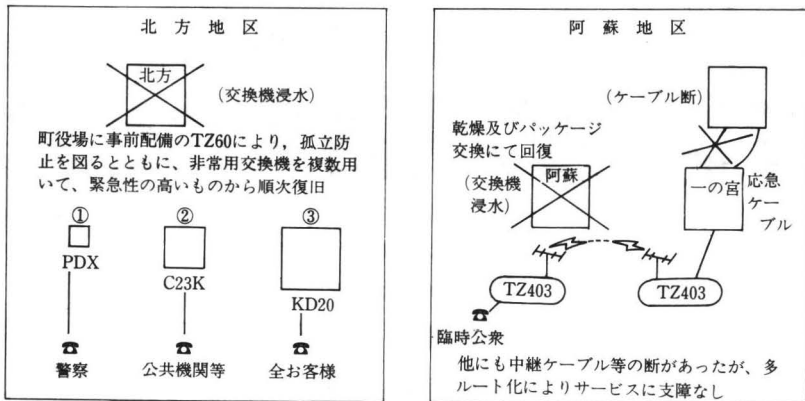 北方地区
北方
(交換機浸水)
町役場に事前配備のTZ60により，孤立防
止を図るとともに、非常用交換機を複数用
いて、緊急性の高いものから順次復旧
① ② ③
PDX
C23K
KD20
警察 公共機関等 全お客様
阿蘇地区
(ケーブル断)
乾燥及びパッケージ
交換にて回復
(交換機
浸水)
阿蘇
一の宮
応急
ケー
ブル
TZ403 TZ403
臨時公衆
他にも中継ケーブル等の断があったが、多
ルート化によりサービスに支障なし